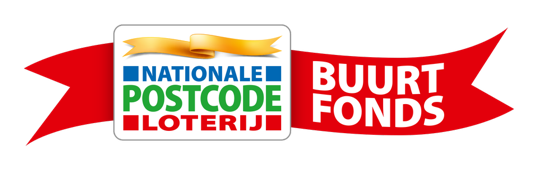 NATIONALE
POSTCODE
LOTERIJ
BUURT
FONDS